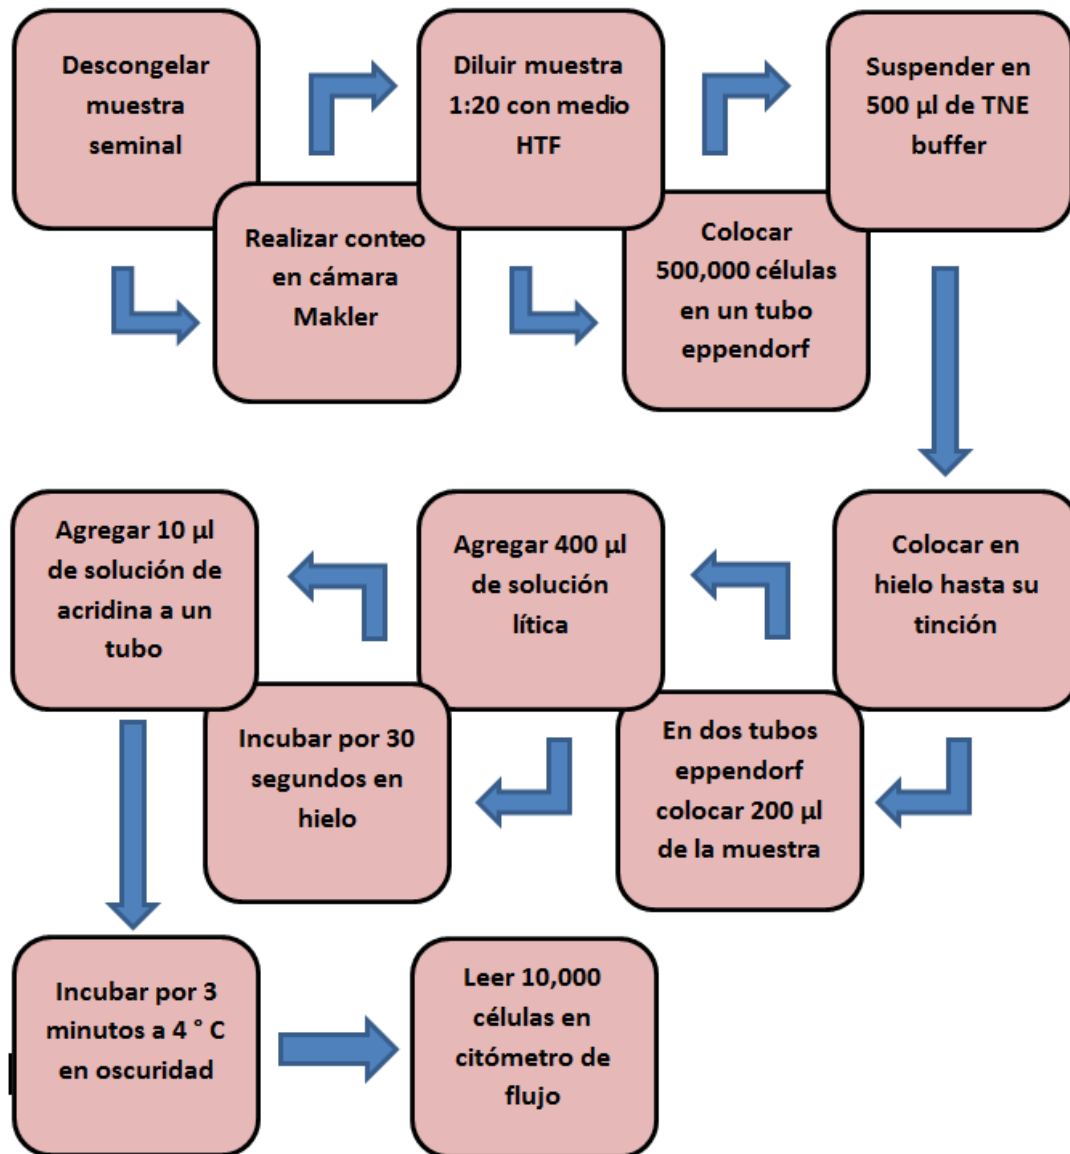 Descongelar
muestra
seminal
Realizar conteo
en cámara
Makler
Diluir muestra
1:20 con medio
HTF
Colocar
500,000 células
en un tubo
eppendorf
Suspender en
500 µl de TNE
buffer
Colocar en
hielo hasta su
tinción
En dos tubos
eppendorf
colocar 200 µl
de la muestra
Agregar 400 µl
de solución
lítica
Incubar por 30
segundos en
hielo
Agregar 10 µl
de solución de
acridina a un
tubo
Incubar por 3
minutos a 4 ° C
en oscuridad
Leer 10,000
células en
citómetro de
flujo